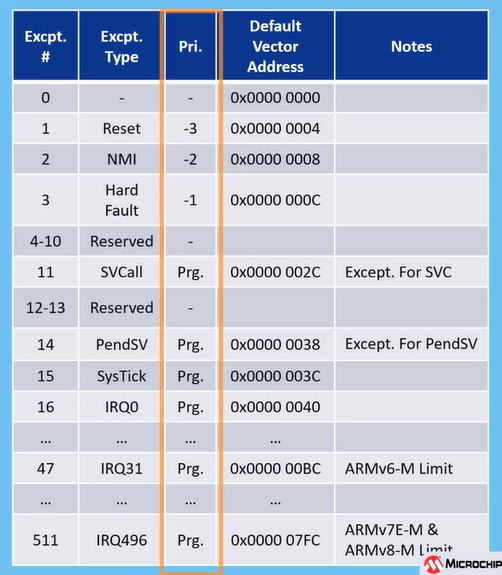 Excpt. # Excpt. Type Pri. Default Vector Address Notes
0 - - 0x0000 0000
1 Reset -3 0x0000 0004
2 NMI -2 0x0000 0008
3 Hard Fault -1 0x0000 000C
4-10 Reserved -
11 SVCall Prg. 0x0000 002C Except. For SVC
12-13 Reserved -
14 PendSV Prg. 0x0000 0038 Except. For PendSV
15 SysTick Prg. 0x0000 003C
16 IRQ0 Prg. 0x0000 0040
... ... ... ...
47 IRQ31 Prg. 0x0000 00BC ARMv6-M Limit
... ... ... ...
511 IRQ496 Prg. 0x0000 07FC ARMv7E-M & ARMv8-M Limit
MICROCHIP